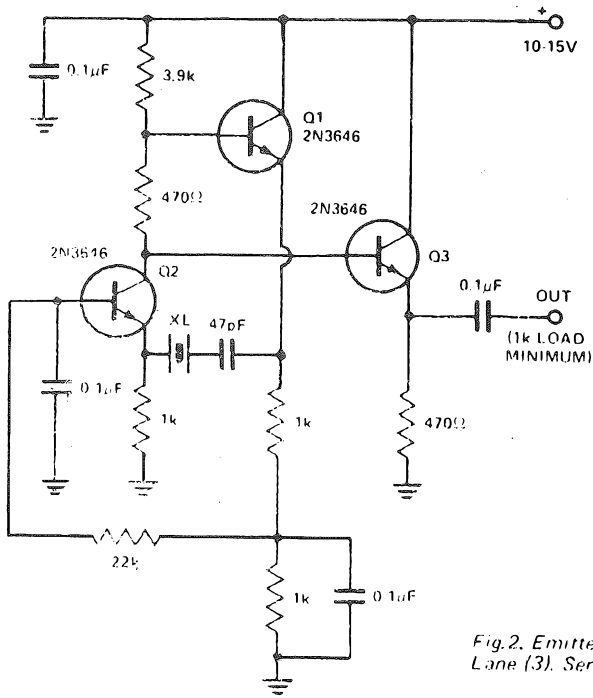 0.1µF
3.9k
10-15V
Q1
2N3646
470Ω
2N3646
2N3646
Q2
Q3
0.1µF
OUT
(1k LOAD
MINIMUM)
XL
47pF
0.1µF
1k
1k
470Ω
22k
1k
0.1µF
Fig.2. Emitte
Lane (3). Ser